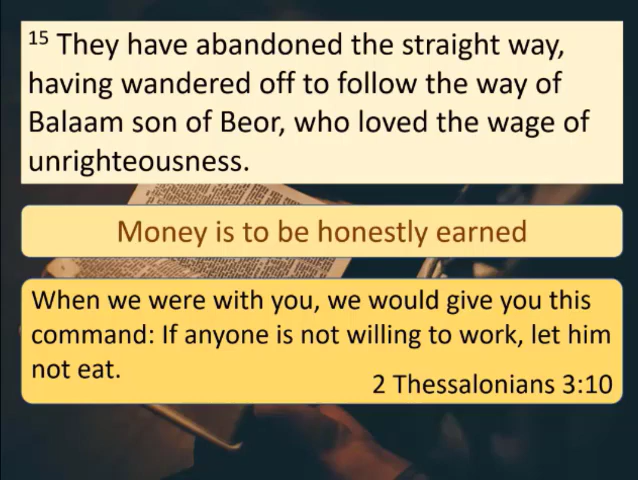 15 They have abandoned the straight way,
having wandered off to follow the way of
Balaam son of Beor, who loved the wage of
unrighteousness.
Money is to be honestly earned
When we were with you, we would give you this
command: If anyone is not willing to work, let him
not eat.
2 Thessalonians 3:10